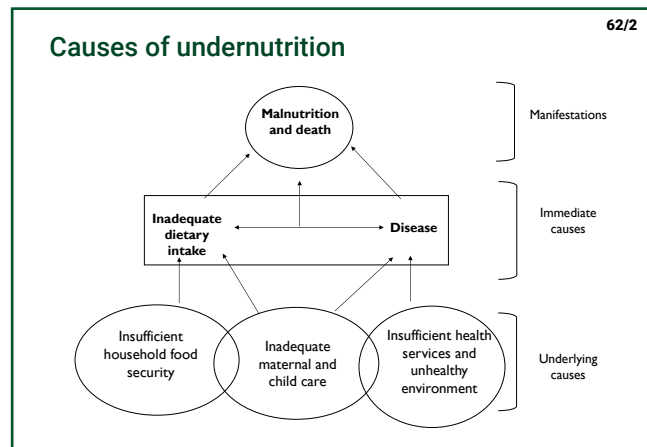 62/2
Causes of undernutrition
Malnutrition
and death
Manifestations
Inadequate
dietary
intake
Disease
Immediate
causes
Insufficient
household food
security
Inadequate
maternal and
child care
Insufficient health
services and
unhealthy
environment
Underlying
causes